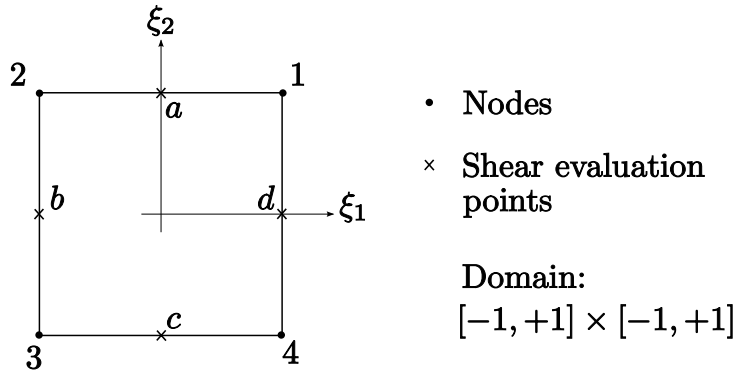 ξ₂
2
1
a
b
d
ξ₁
c
3
4
• Nodes
× Shear evaluation
points
Domain:
[−1, +1] × [−1, +1]